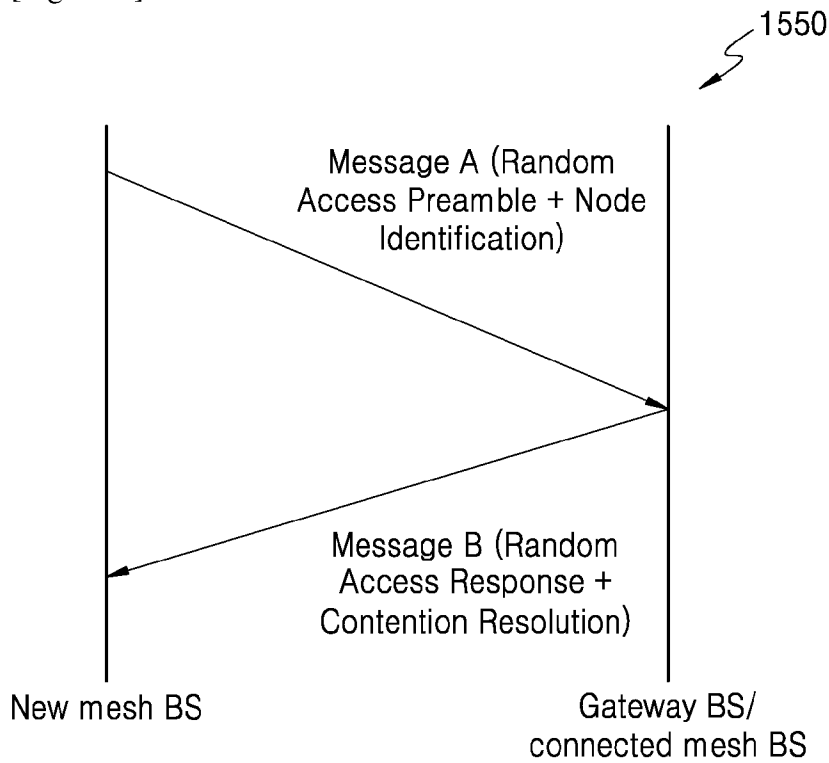 1550
Message A (Random
Access Preamble + Node
Identification)
Message B (Random
Access Response +
Contention Resolution)
New mesh BS
Gateway BS/
connected mesh BS